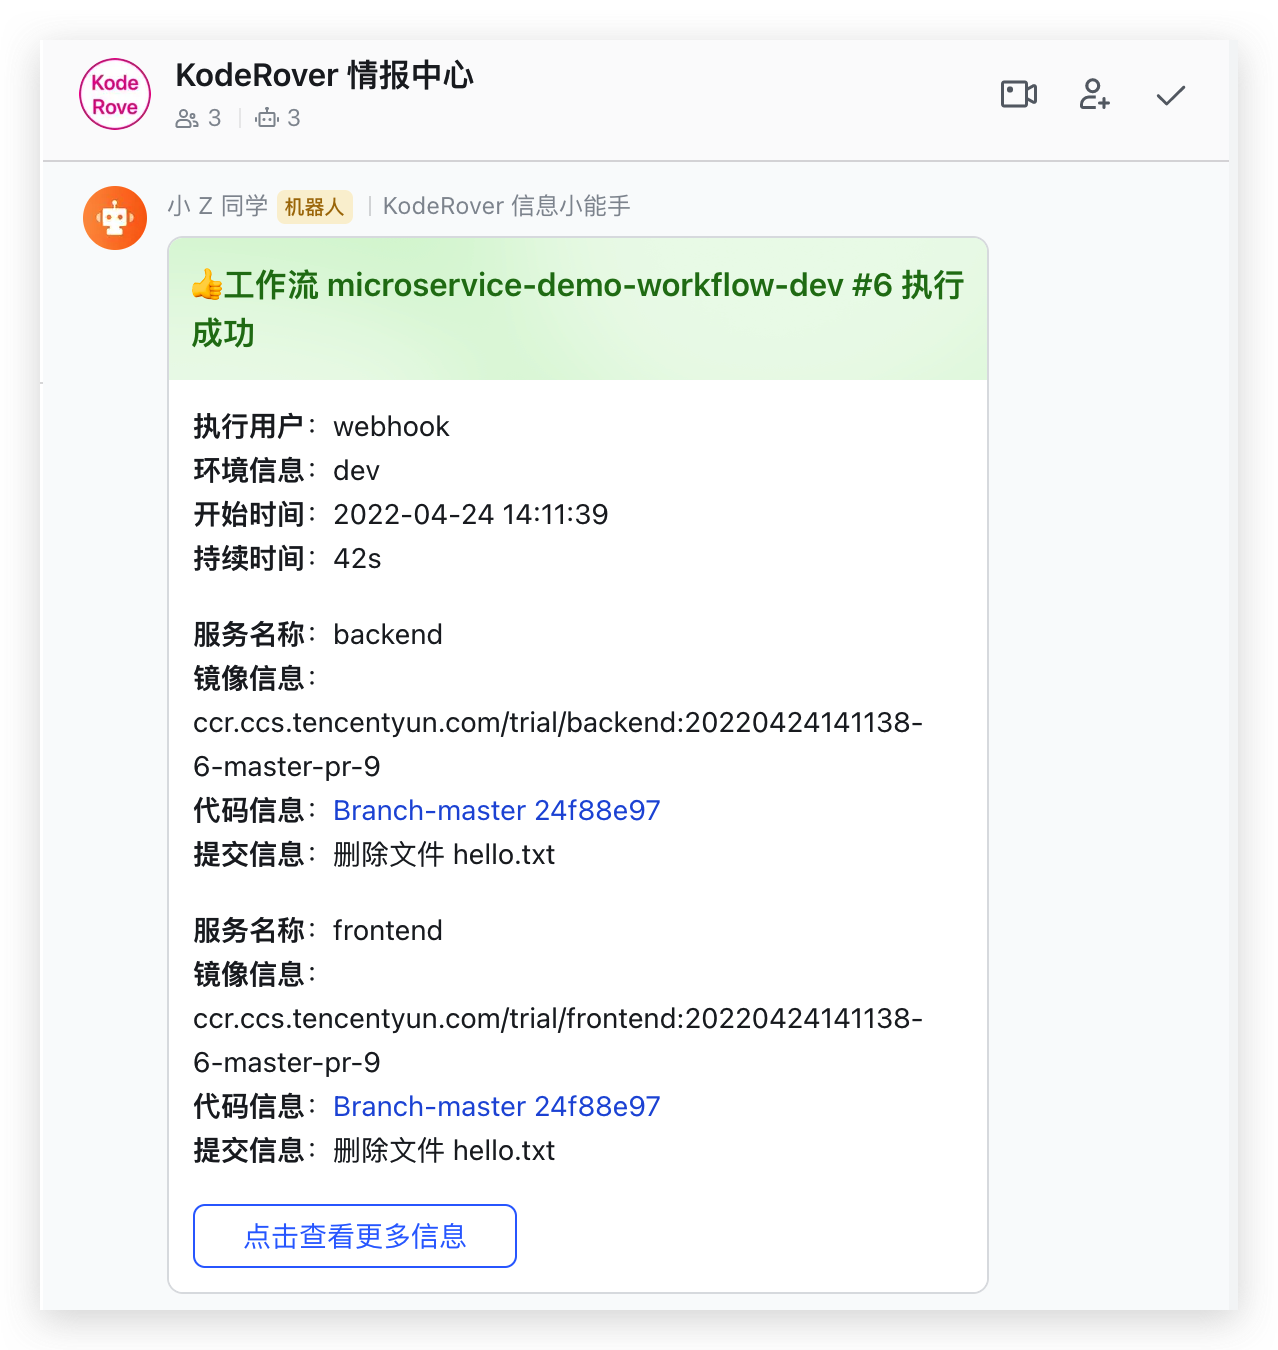 Kode
Rove
KodeRover 情报中心
3 3
小 Z 同学 机器人 KodeRover 信息小能手
👍工作流 microservice-demo-workflow-dev #6 执行
成功
执行用户：webhook
环境信息：dev
开始时间：2022-04-24 14:11:39
持续时间：42s
服务名称：backend
镜像信息：
ccr.ccs.tencentyun.com/trial/backend:20220424141138-
6-master-pr-9
代码信息：Branch-master 24f88e97
提交信息：删除文件 hello.txt
服务名称：frontend
镜像信息：
ccr.ccs.tencentyun.com/trial/frontend:20220424141138-
6-master-pr-9
代码信息：Branch-master 24f88e97
提交信息：删除文件 hello.txt
点击查看更多信息